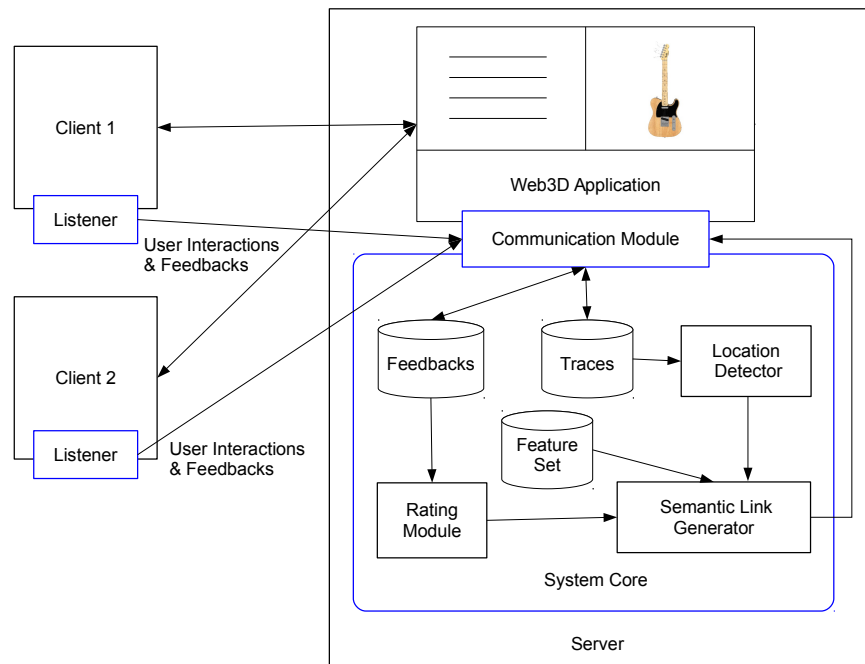 Client 1
Listener
User Interactions
& Feedbacks
Client 2
Listener
User Interactions
& Feedbacks
Web3D Application
Communication Module
Feedbacks
Traces
Location
Detector
Feature
Set
Rating
Module
Semantic Link
Generator
System Core
Server